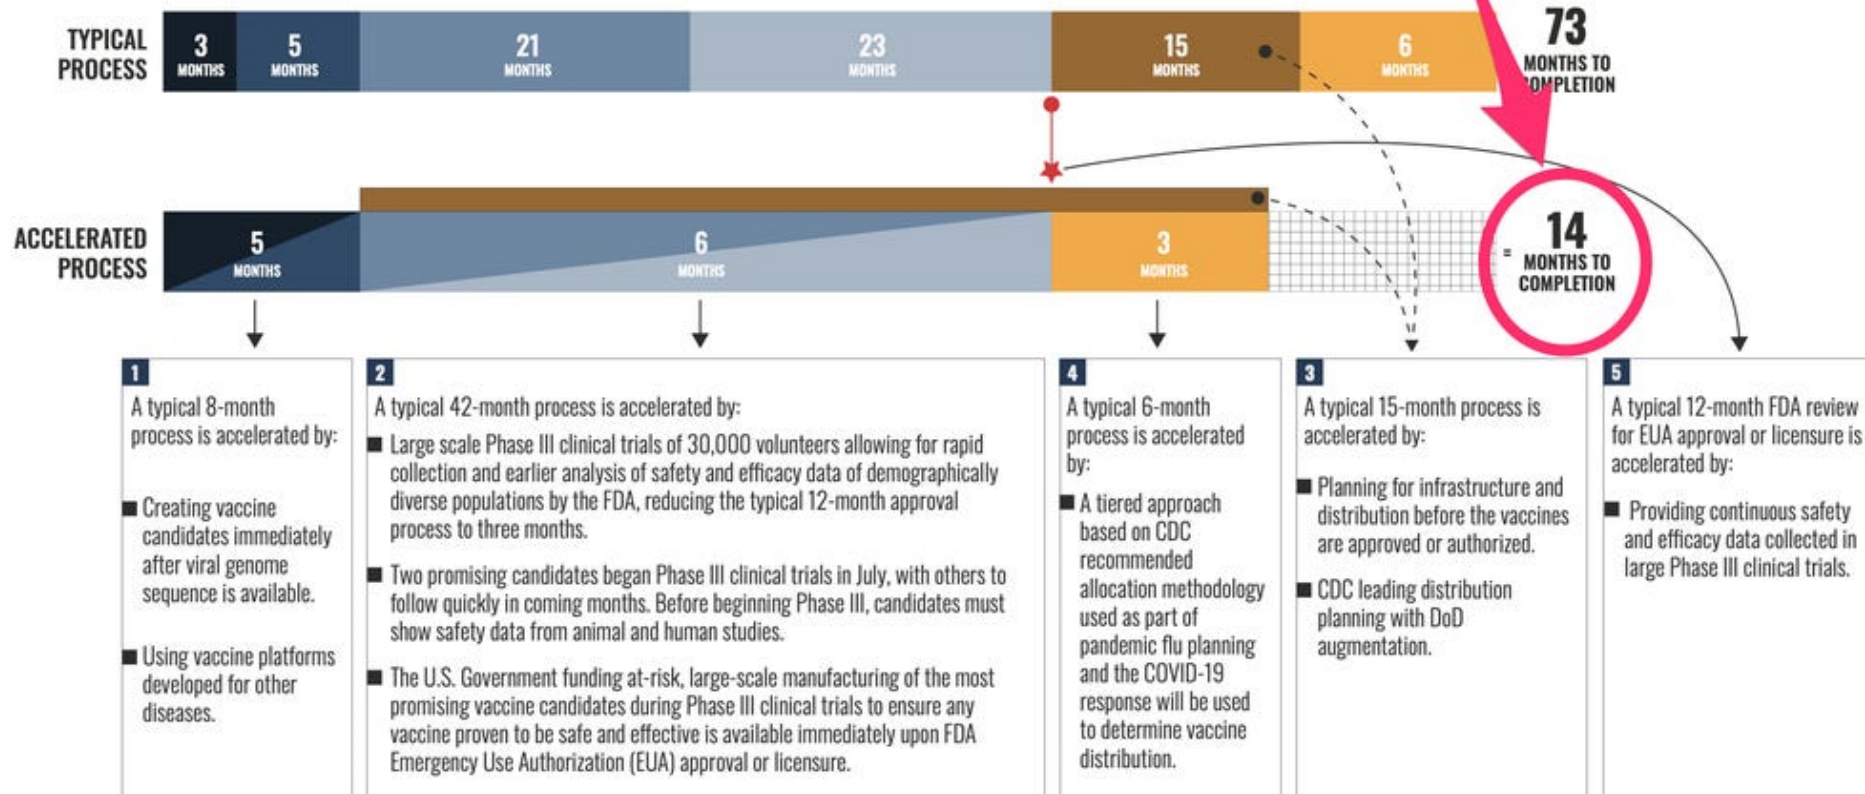 TYPICAL
PROCESS
3
MONTHS
5
MONTHS
21
MONTHS
23
MONTHS
15
MONTHS
6
MONTHS
73
MONTHS TO
COMPLETION
ACCELERATED
PROCESS
5
MONTHS
6
MONTHS
3
MONTHS
=
14
MONTHS TO
COMPLETION
1
A typical 8-month
process is accelerated by:
■ Creating vaccine
candidates immediately
after viral genome
sequence is available.
■ Using vaccine platforms
developed for other
diseases.
2
A typical 42-month process is accelerated by:
■ Large scale Phase III clinical trials of 30,000 volunteers allowing for rapid
collection and earlier analysis of safety and efficacy data of demographically
diverse populations by the FDA, reducing the typical 12-month approval
process to three months.
■ Two promising candidates began Phase III clinical trials in July, with others to
follow quickly in coming months. Before beginning Phase III, candidates must
show safety data from animal and human studies.
■ The U.S. Government funding at-risk, large-scale manufacturing of the most
promising vaccine candidates during Phase III clinical trials to ensure any
vaccine proven to be safe and effective is available immediately upon FDA
Emergency Use Authorization (EUA) approval or licensure.
4
A typical 6-month
process is accelerated
by:
■ A tiered approach
based on CDC
recommended
allocation methodology
used as part of
pandemic flu planning
and the COVID-19
response will be used
to determine vaccine
distribution.
3
A typical 15-month process is
accelerated by:
■ Planning for infrastructure and
distribution before the vaccines
are approved or authorized.
■ CDC leading distribution
planning with DoD
augmentation.
5
A typical 12-month FDA review
for EUA approval or licensure is
accelerated by:
■ Providing continuous safety
and efficacy data collected in
large Phase III clinical trials.